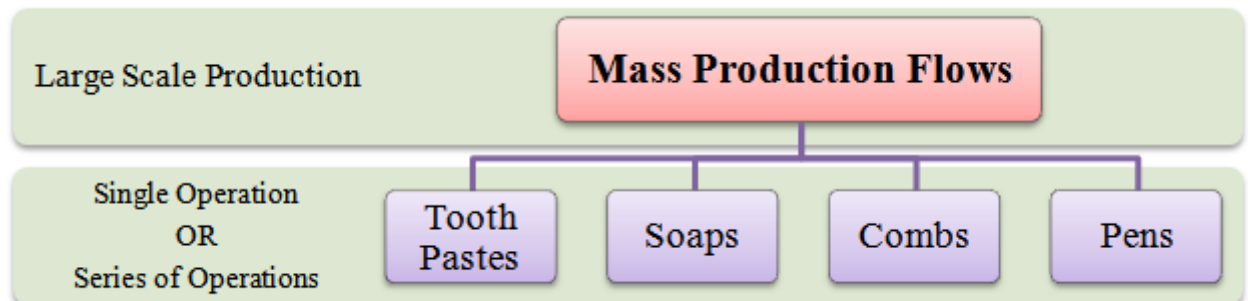 Large Scale Production
Mass Production Flows
Single Operation
OR
Series of Operations
Tooth
Pastes
Soaps
Combs
Pens